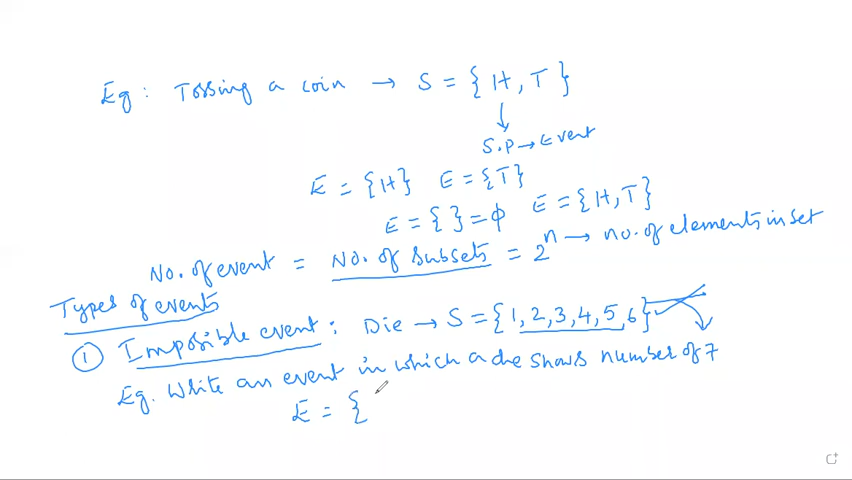 Eg: Tossing a coin → S = {H, T}
S.P → Event
E = {H} E = {T}
E = { } = ϕ E = {H, T}
No. of event = No. of subsets = 2^n → no. of elements in set
Types of events
① Imposible event : Die → S = {1, 2, 3, 4, 5, 6}
Eg. Write an event in which a die shows number of 7
E = {